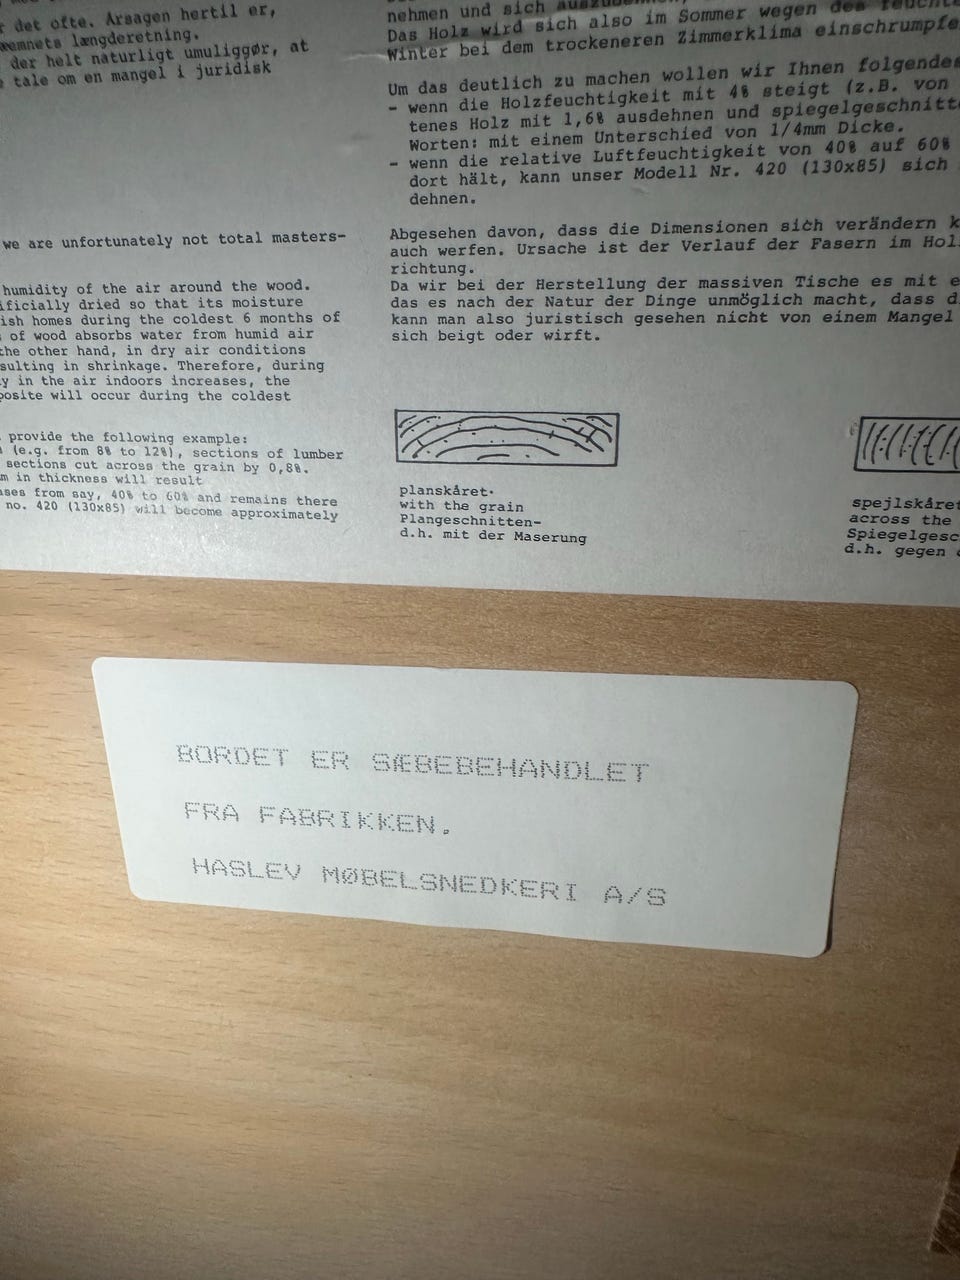 det ofte. Årsagen hertil er,
længderetning.
der helt naturligt umuliggør, at
tale om en mangel i juridisk
we are unfortunately not total masters-
humidity of the air around the wood.
dried so that its moisture
homes during the coldest 6 months of
of wood absorbs water from humid air
the other hand, in dry air conditions
resulting in shrinkage. Therefore, during
in the air indoors increases, the
will occur during the coldest
provide the following example:
(e.g. from 8% to 12%), sections of lumber
sections cut across the grain by 0,8%.
in thickness will result
from say, 40% to 60% and remains there
no. 420 (130x85) will become approximately
nehmen und sich
Das Holz wird sich also im Sommer wegen des
Winter bei dem trockeneren Zimmerklima
Um das deutlich zu machen wollen wir Ihnen folgendes
- wenn die Holzfeuchtigkeit mit 4% steigt (z.B. von
tenes Holz mit 1,6% ausdehnen und
Worten: mit einem Unterschied von 1/4mm Dicke.
- wenn die relative Luftfeuchtigkeit von 40% auf 60%
dort hält, kann unser Modell Nr. 420 (130x85) sich
dehnen.
Abgesehen davon, dass die Dimensionen sich verändern
auch werfen. Ursache ist der Verlauf der Fasern im
richtung.
Da wir bei der Herstellung der massiven Tische es mit
das es nach der Natur der Dinge unmöglich macht, dass
kann man also juristisch gesehen nicht von einem Mangel
sich beigt oder wirft.
planskåret.
with the grain
Plangeschnitten-
d.h. mit der Maserung
spejlskåret
across the
d.h. gegen
BORDET ER SÆBEBEHANDLET
FRA FABRIKKEN.
HASLEV MØBELSNEDKERI A/S